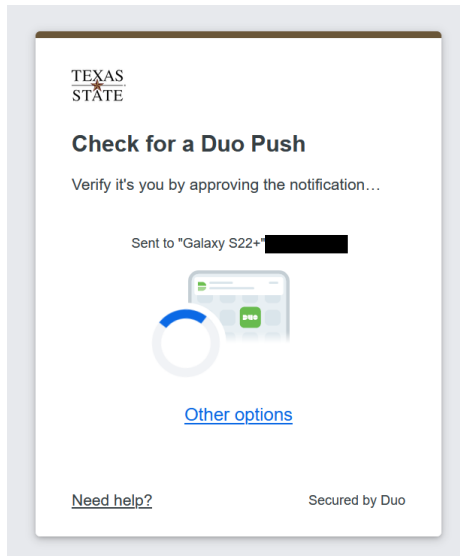 TEXAS
STATE
Check for a Duo Push
Verify it's you by approving the notification…
Sent to "Galaxy S22+"
DUO
Other options
Need help?
Secured by Duo